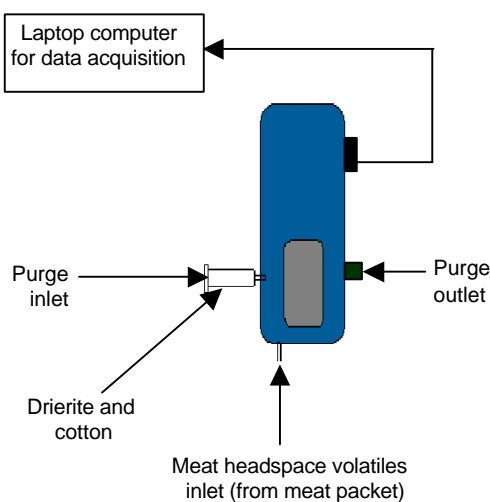 Laptop computer
for data acquisition
Purge
inlet
Purge
outlet
Drierite and
cotton
Meat headspace volatiles
inlet (from meat packet)